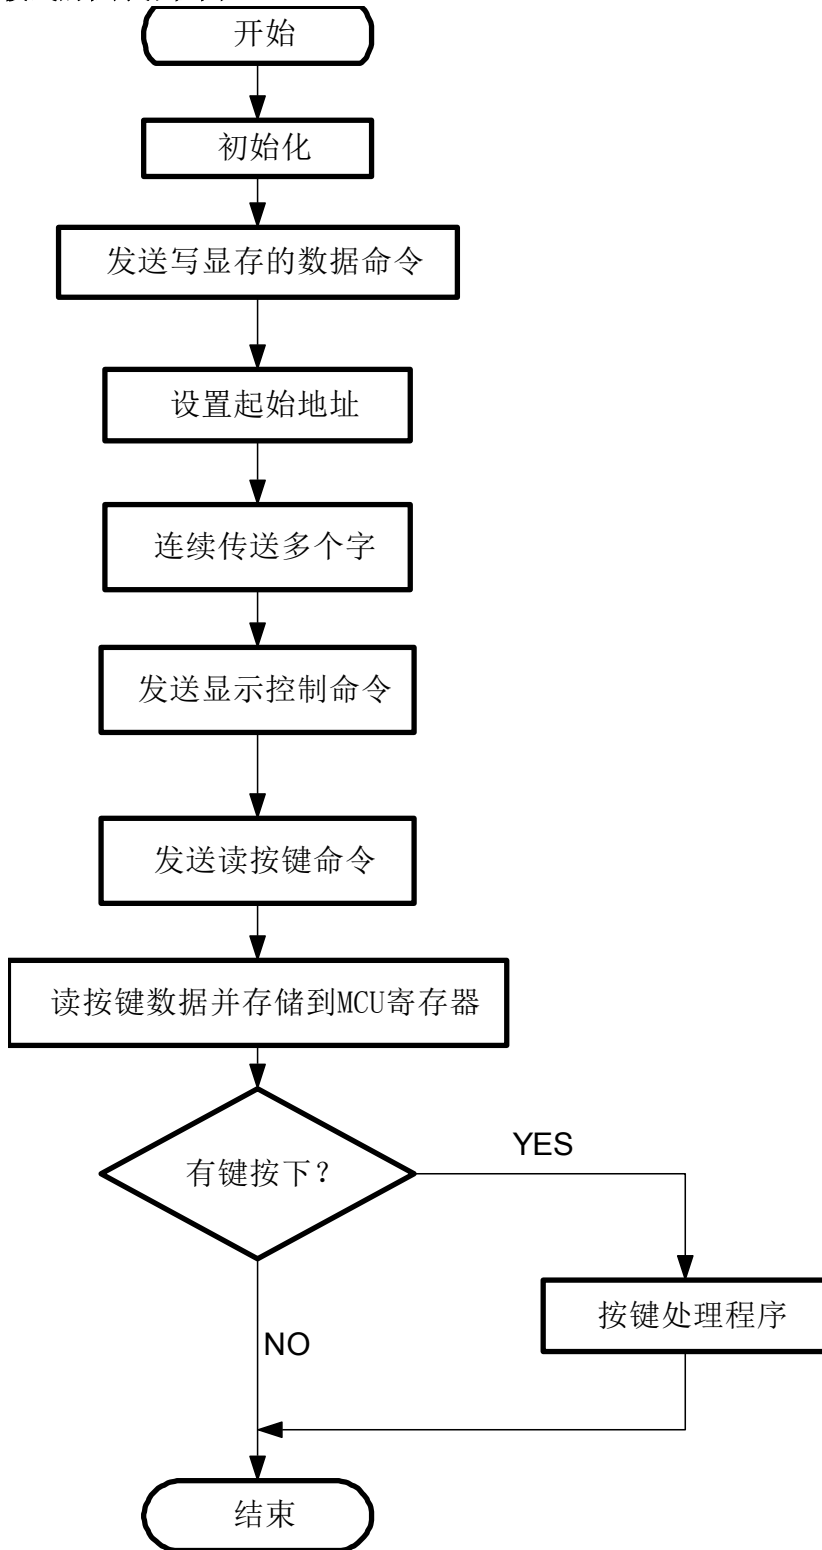 开始
初始化
发送写显存的数据命令
设置起始地址
连续传送多个字
发送显示控制命令
发送读按键命令
读按键数据并存储到MCU寄存器
有键按下?
YES
按键处理程序
NO
结束